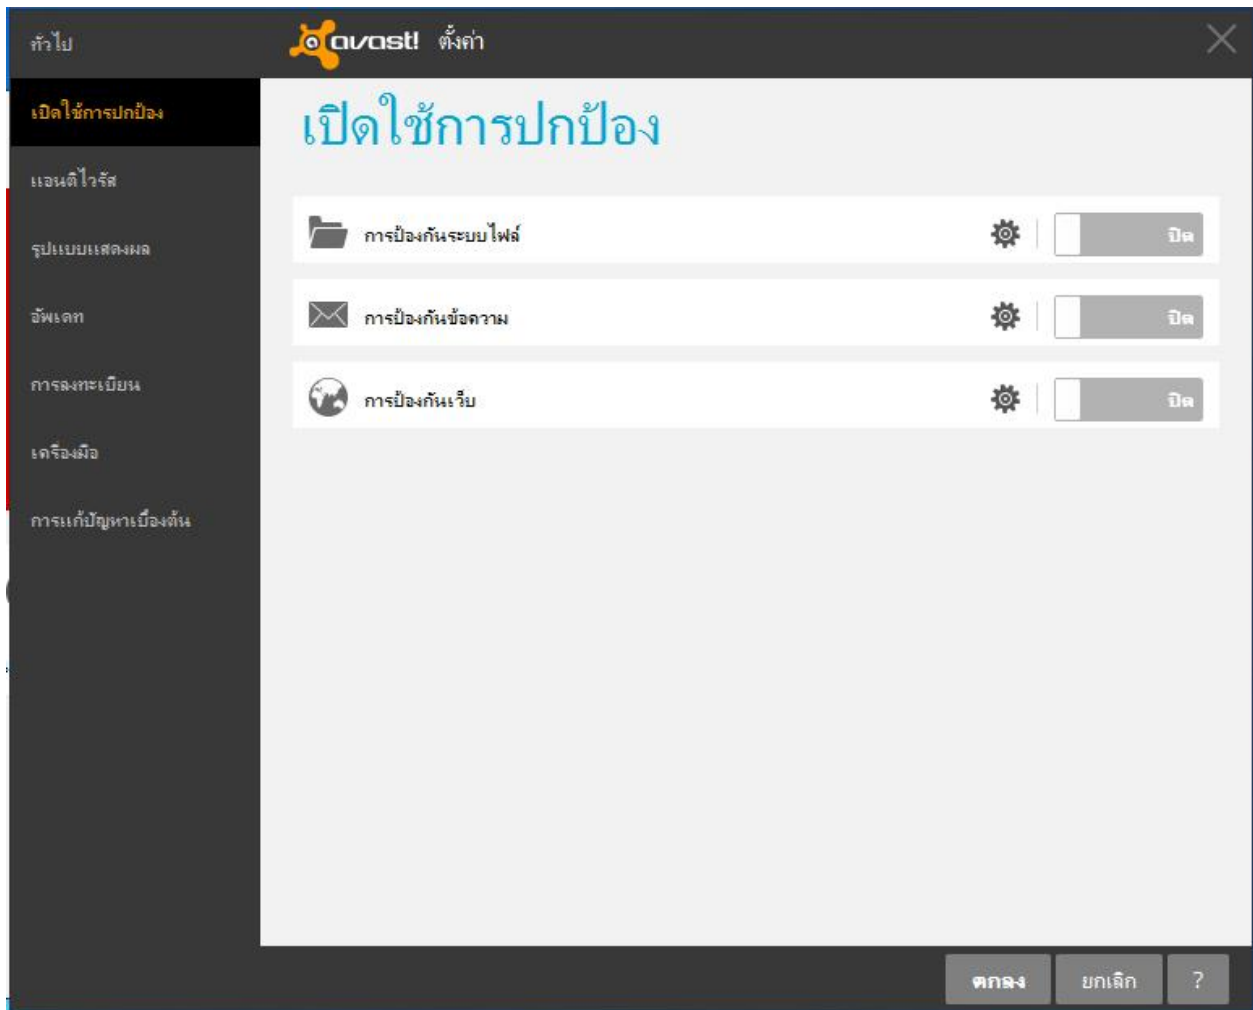 ทั่วไป
avast! ตั้งค่า
เปิดใช้การปกป้อง
เปิดใช้การปกป้อง
แอนติไวรัส
รูปแบบแสดงผล
อัพเดท
การลงทะเบียน
เครื่องมือ
การแก้ปัญหาเบื้องต้น
การป้องกันระบบไฟล์
ปิด
การป้องกันข้อความ
ปิด
การป้องกันเว็บ
ปิด
ตกลง
ยกเลิก
?